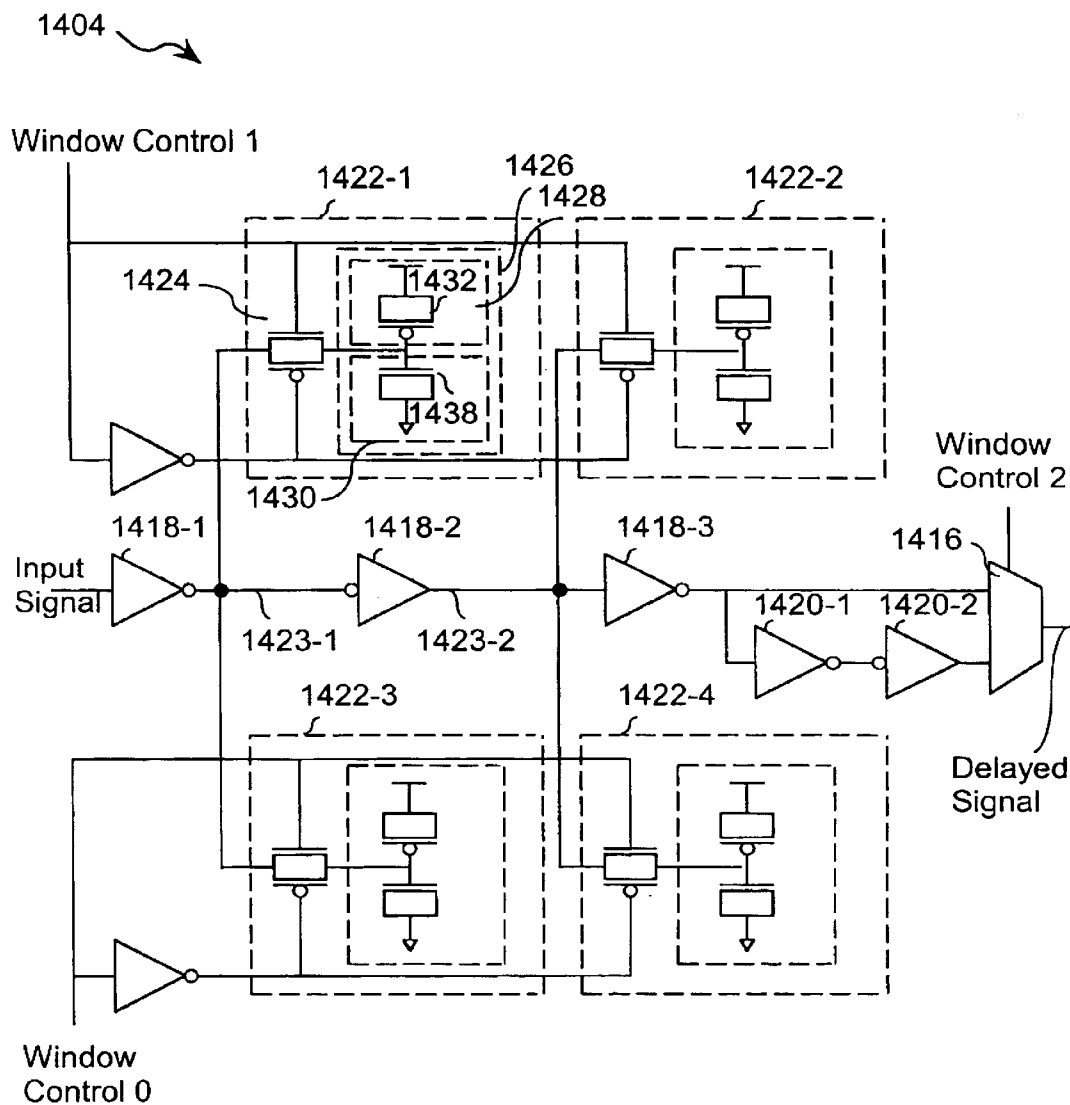 1404
Window Control 1
1422-1
1426
1428
1422-2
1424
1432
1438
1430
Window
Control 2
1418-1
1418-2
1418-3
1416
Input
Signal
1423-1
1423-2
1420-1
1420-2
1422-3
1422-4
Delayed
Signal
Window
Control 0